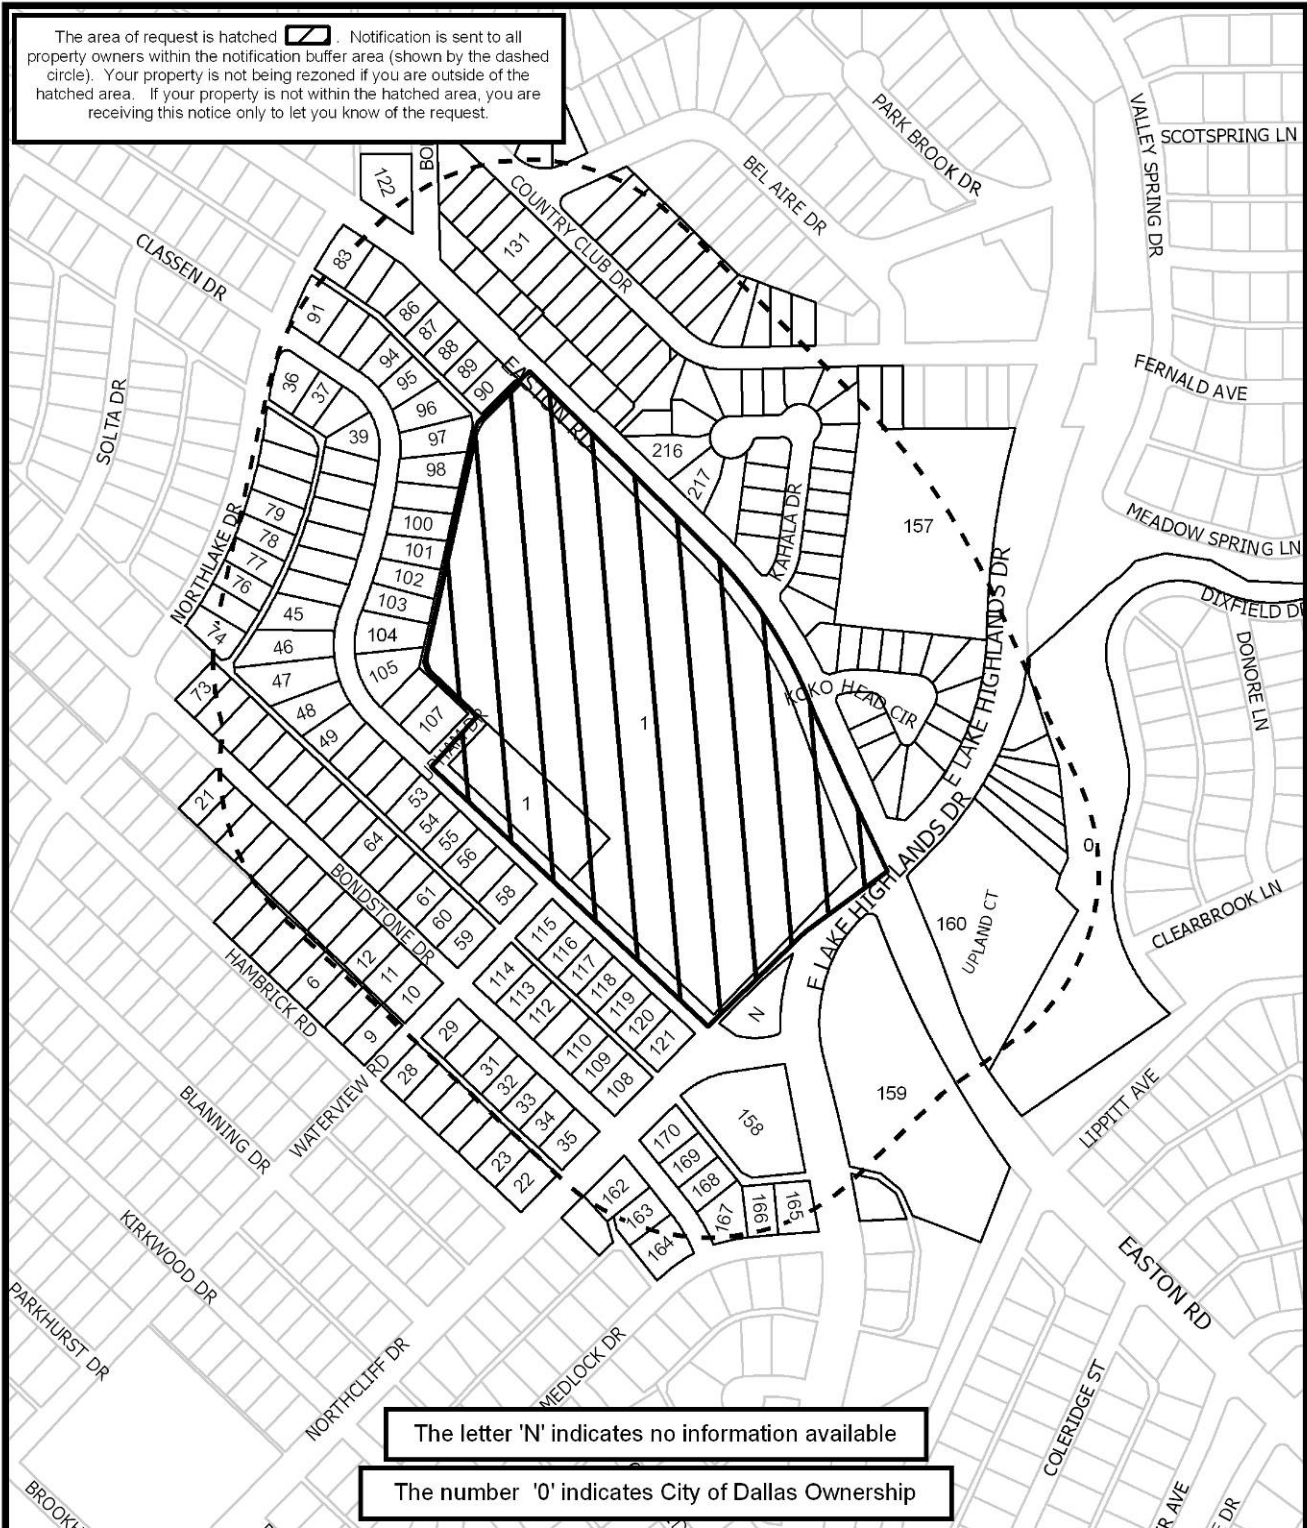 The area of request is hatched . Notification is sent to all
property owners within the notification buffer area (shown by the dashed
circle). Your property is not being rezoned if you are outside of the
hatched area. If your property is not within the hatched area, you are
receiving this notice only to let you know of the request.
PARK BROOK DR
VALLEY SPRING DR
SCOTSPRING LN
BEL AIRE DR
122
BO
COUNTRY CLUB DR
131
CLASSEN DR
83
91
86
87
88
89
90
94
95
96
97
98
EASTON RD
FERNALD AVE
SOLTA DR
36
37
39
216
217
KAHALA DR
157
MEADOW SPRING LN
DIXFIELD D
DONORE LN
NORTHLAKE DR
79
78
77
76
74
100
101
102
103
104
105
107
45
46
47
48
49
73
1
1
KOKO HEAD CIR
E LAKE HIGHLANDS DR
E LAKE HIGHLANDS DR
0
53
54
55
56
58
64
61
60
59
21
BONDSTONE DR
12
11
10
6
9
HAMBRICK RD
160
UPLAND CT
CLEARBROOK LN
115
116
117
118
119
120
121
114
113
112
110
109
108
N
29
31
32
33
34
35
28
23
22
WATERVIEW RD
BLANNING DR
159
158
LIPPITT AVE
170
169
168
167
166
165
162
163
164
KIRKWOOD DR
PARKHURST DR
NORTHCLIFF DR
MEDLOCK DR
EASTON RD
COLERIDGE ST
The letter 'N' indicates no information available
The number '0' indicates City of Dallas Ownership
BROOK
R AVE
E DR